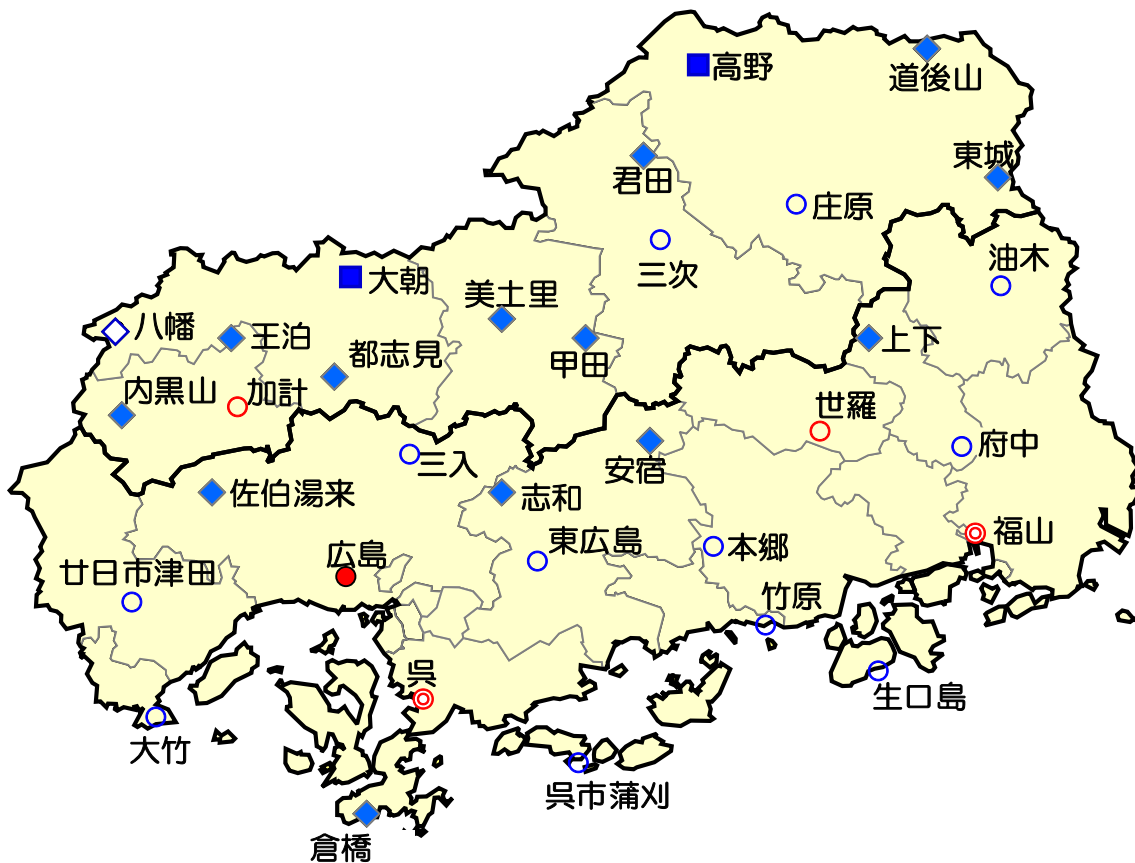 高野
道後山
東城
君田
庄原
三次
油木
大朝
美土里
八幡
王泊
都志見
甲田
上下
内黒山
加計
世羅
府中
三入
安宿
佐伯湯来
志和
東広島
本郷
福山
広島
廿日市津田
竹原
呉
生口島
大竹
呉市蒲刈
倉橋